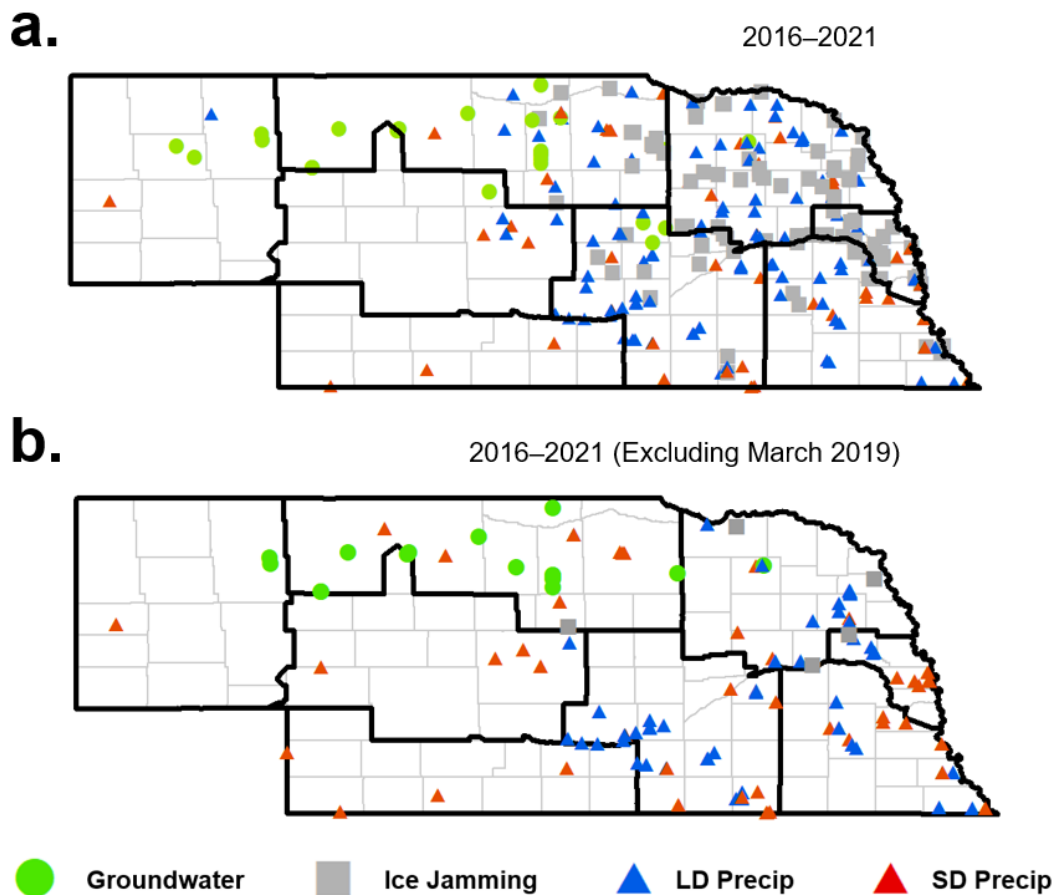 a.
2016–2021
b.
2016–2021 (Excluding March 2019)
Groundwater Ice Jamming LD Precip SD Precip